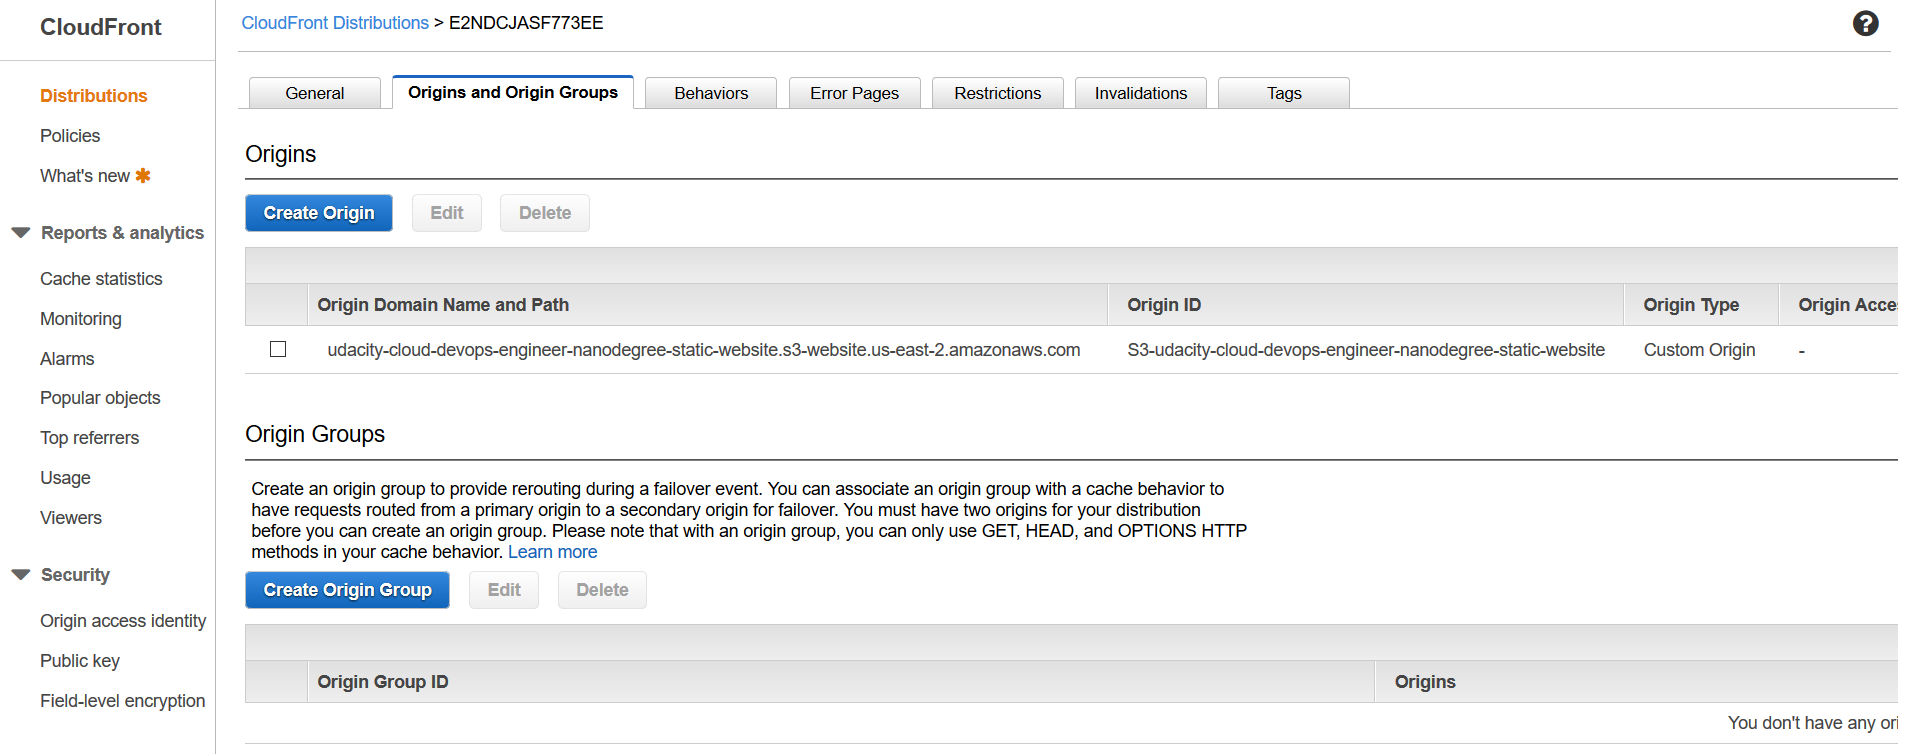 CloudFront
Distributions
Policies
What's new
Reports & analytics
Cache statistics
Monitoring
Alarms
Popular objects
Top referrers
Usage
Viewers
Security
Origin access identity
Public key
Field-level encryption
CloudFront Distributions > E2NDCJASF773EE
General Origins and Origin Groups Behaviors Error Pages Restrictions Invalidations Tags
Origins
Create Origin Edit Delete
Origin Domain Name and Path Origin ID Origin Type Origin Acce
udacity-cloud-devops-engineer-nanodegree-static-website.s3-website.us-east-2.amazonaws.com S3-udacity-cloud-devops-engineer-nanodegree-static-website Custom Origin -
Origin Groups
Create an origin group to provide rerouting during a failover event. You can associate an origin group with a cache behavior to
have requests routed from a primary origin to a secondary origin for failover. You must have two origins for your distribution
before you can create an origin group. Please note that with an origin group, you can only use GET, HEAD, and OPTIONS HTTP
methods in your cache behavior. Learn more
Create Origin Group Edit Delete
Origin Group ID Origins
You don't have any ori